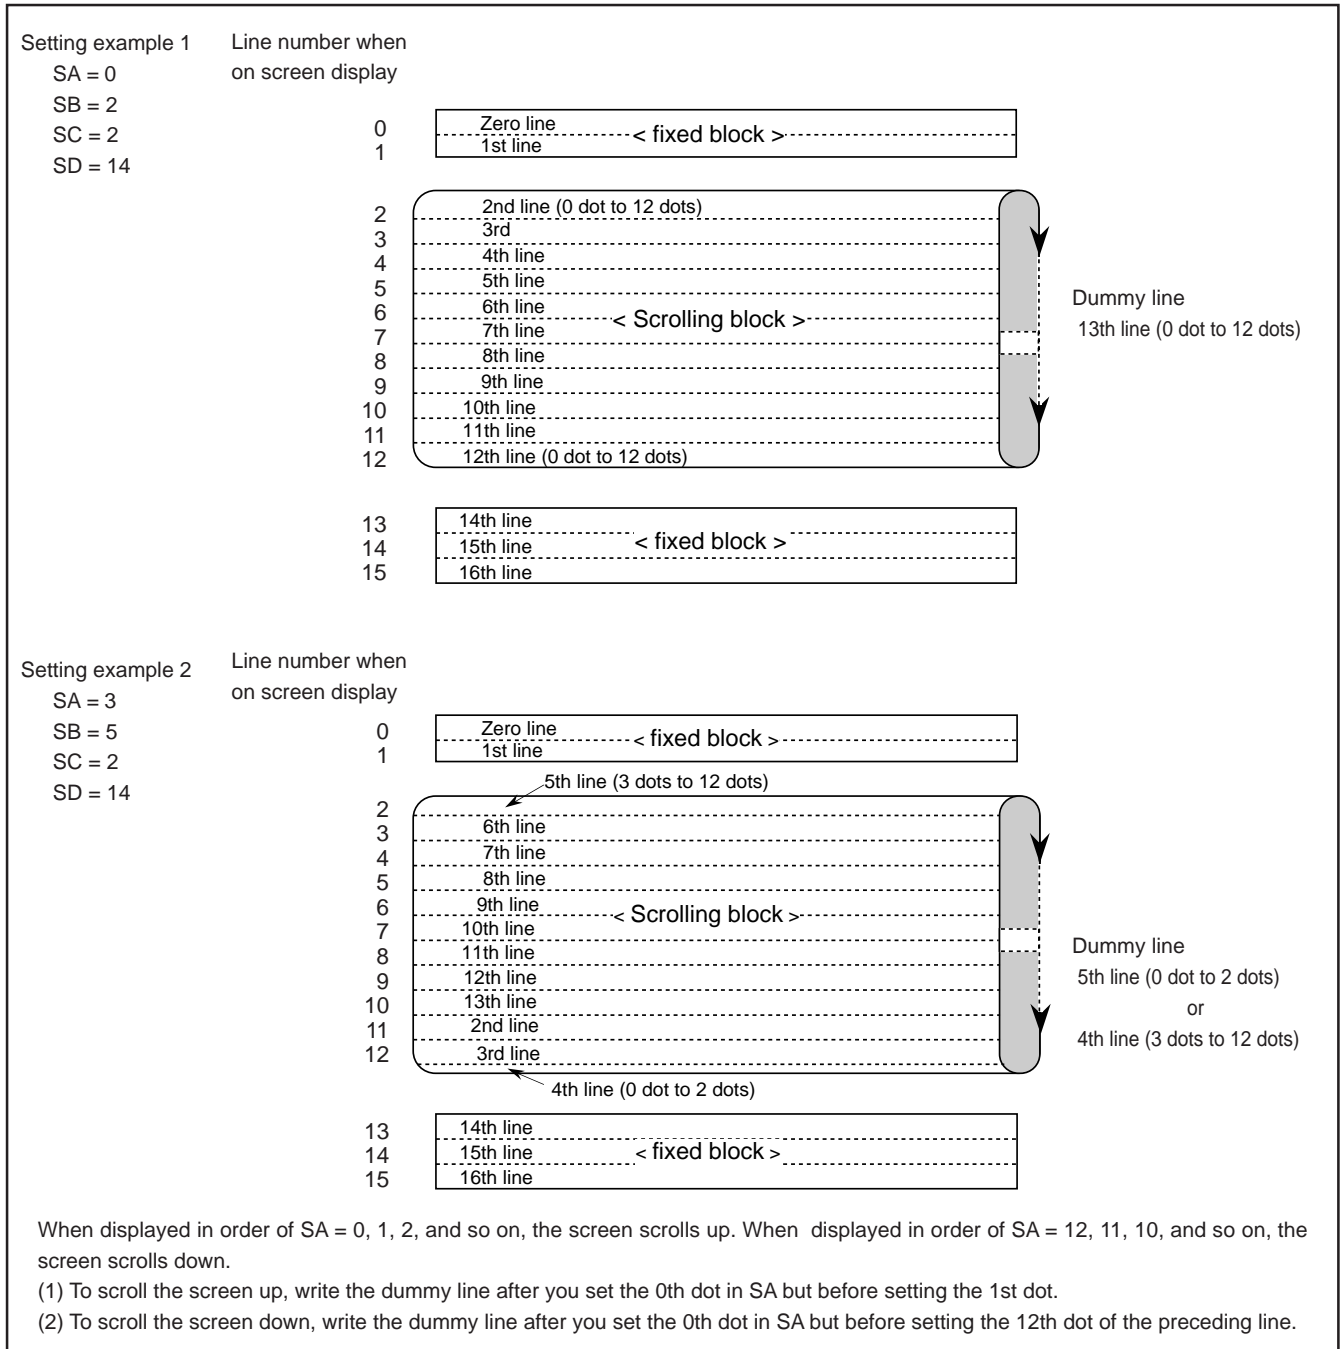 Setting example 1
SA = 0
SB = 2
SC = 2
SD = 14
Line number when
on screen display
0 Zero line
< fixed block >
1 1st line
2 2nd line (0 dot to 12 dots)
3 3rd
4 4th line
5 5th line
6 6th line
< Scrolling block >
7 7th line
8 8th line
9 9th line
10 10th line
11 11th line
12 12th line (0 dot to 12 dots)
Dummy line
13th line (0 dot to 12 dots)
13 14th line
14 15th line
< fixed block >
15 16th line
Setting example 2
SA = 3
SB = 5
SC = 2
SD = 14
Line number when
on screen display
0 Zero line
< fixed block >
1 1st line
5th line (3 dots to 12 dots)
2
3 6th line
4 7th line
5 8th line
6 9th line
< Scrolling block >
7 10th line
8 11th line
9 12th line
10 13th line
11 2nd line
12 3rd line
4th line (0 dot to 2 dots)
Dummy line
5th line (0 dot to 2 dots)
or
4th line (3 dots to 12 dots)
13 14th line
14 15th line
< fixed block >
15 16th line
When displayed in order of SA = 0, 1, 2, and so on, the screen scrolls up. When displayed in order of SA = 12, 11, 10, and so on, the
screen scrolls down.
(1) To scroll the screen up, write the dummy line after you set the 0th dot in SA but before setting the 1st dot.
(2) To scroll the screen down, write the dummy line after you set the 0th dot in SA but before setting the 12th dot of the preceding line.